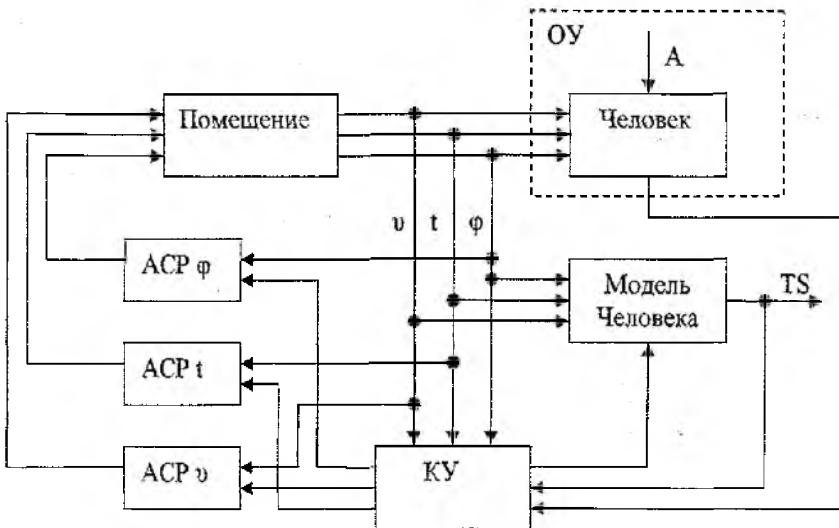 ОУ
A
Помещение
Человек
υ t φ
АСР φ
Модель
Человека
TS
АСР t
АСР υ
КУ